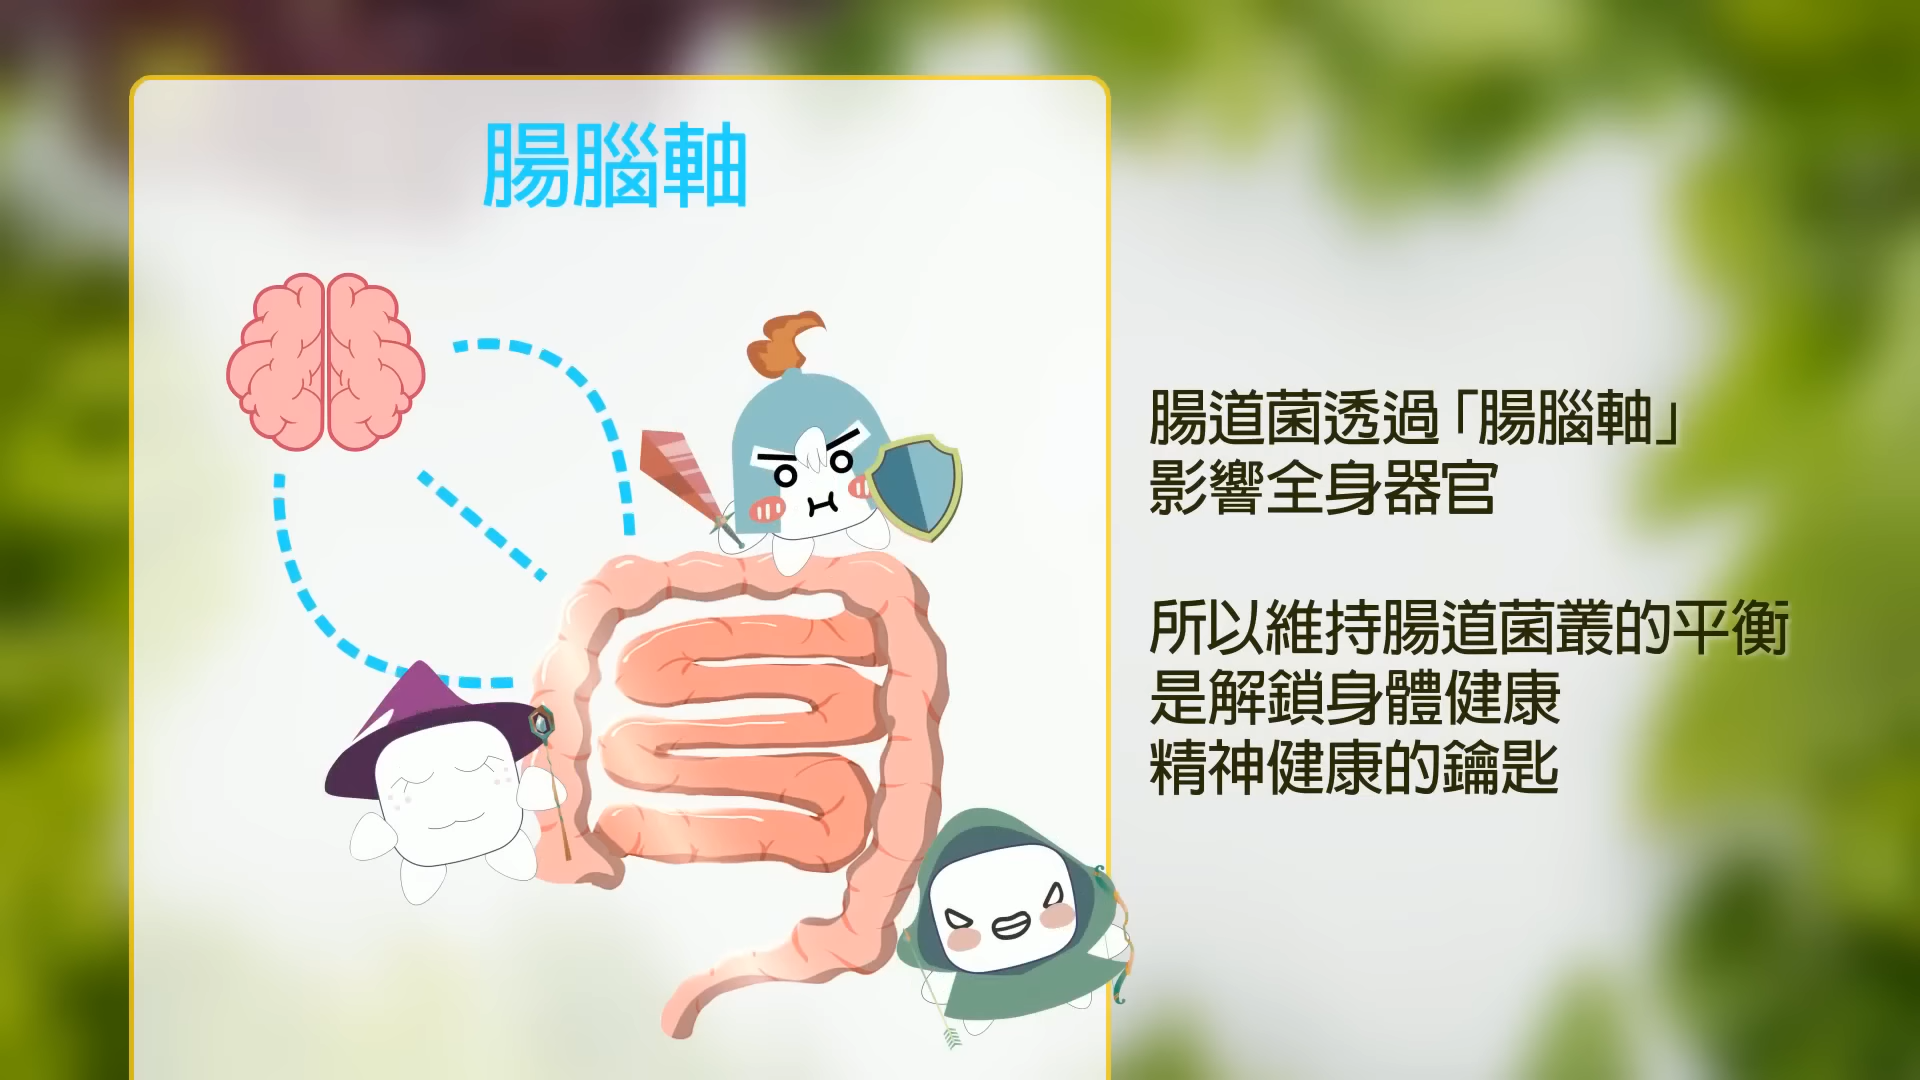 腸腦軸
腸道菌透過「腸腦軸」
影響全身器官
所以維持腸道菌叢的平衡
是解鎖身體健康
精神健康的鑰匙